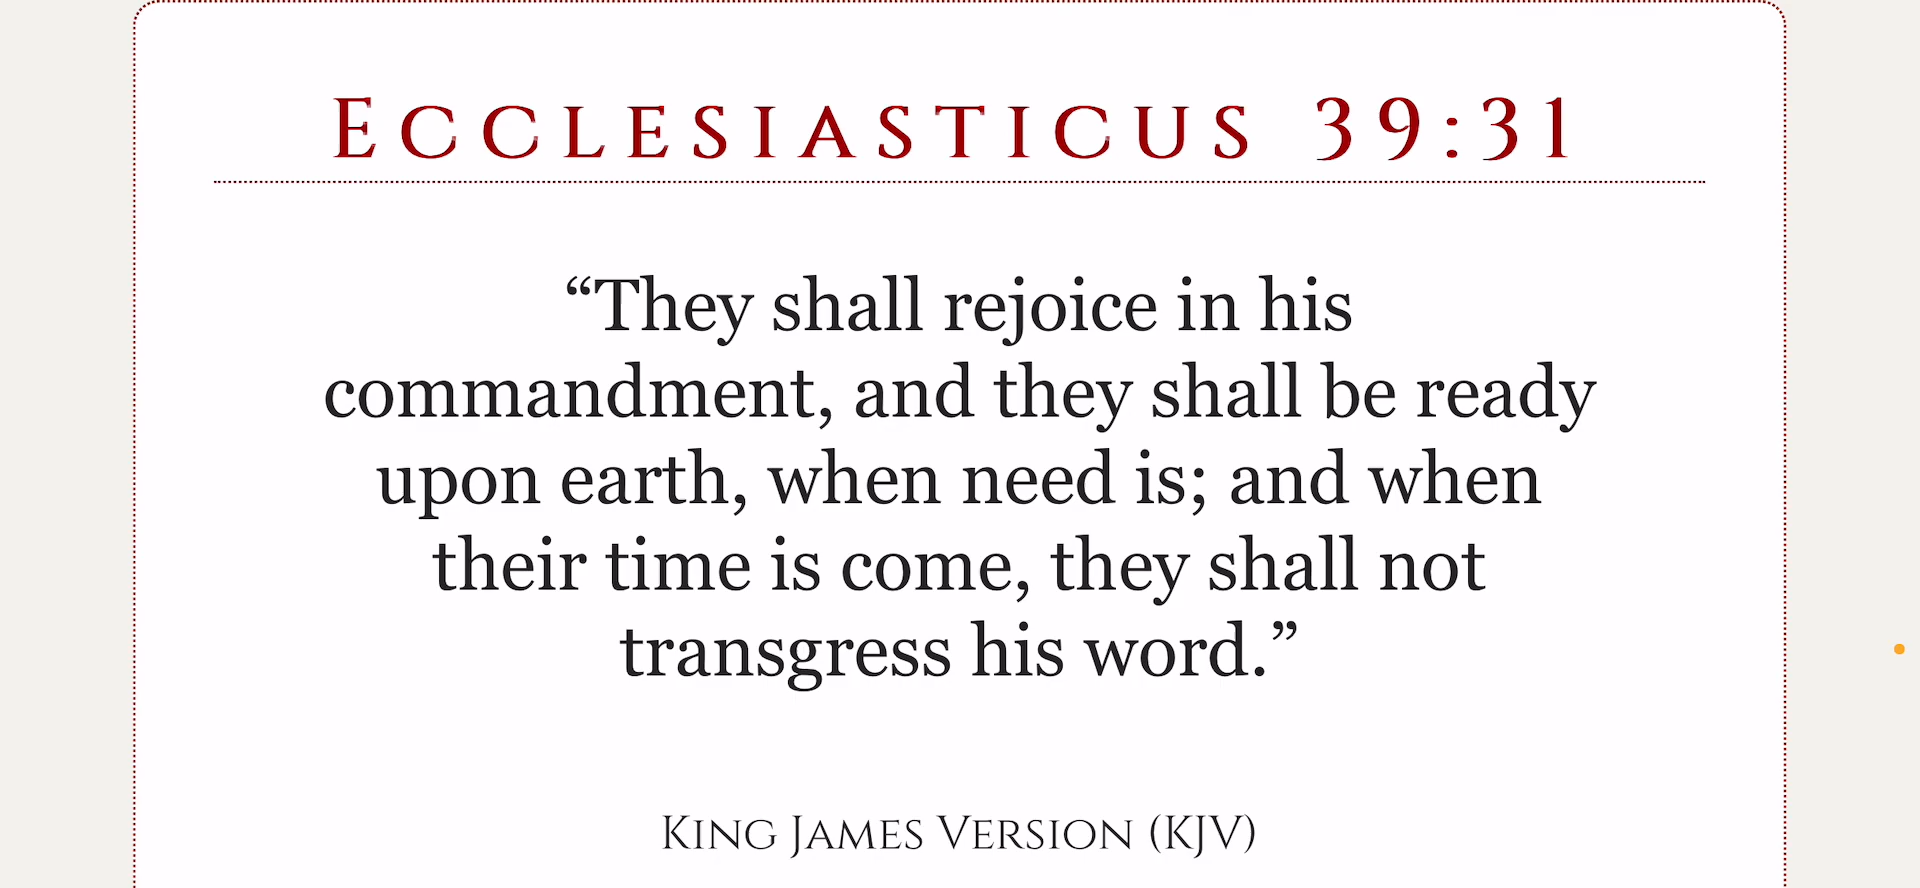 Ecclesiasticus 39:31
“They shall rejoice in his
commandment, and they shall be ready
upon earth, when need is; and when
their time is come, they shall not
transgress his word.”
King James Version (KJV)